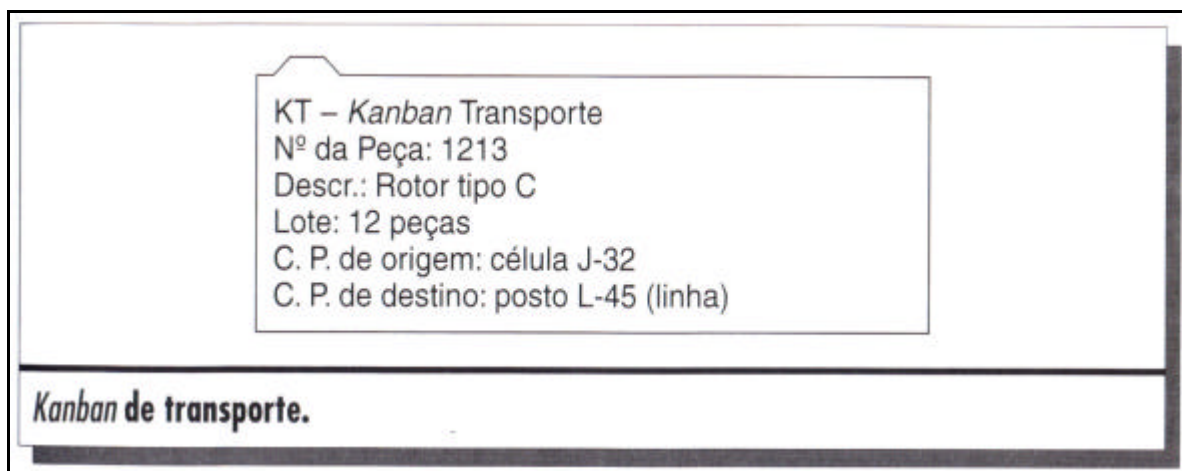 KT – Kanban Transporte
Nº da Peça: 1213
Descr.: Rotor tipo C
Lote: 12 peças
C. P. de origem: célula J-32
C. P. de destino: posto L-45 (linha)
Kanban de transporte.